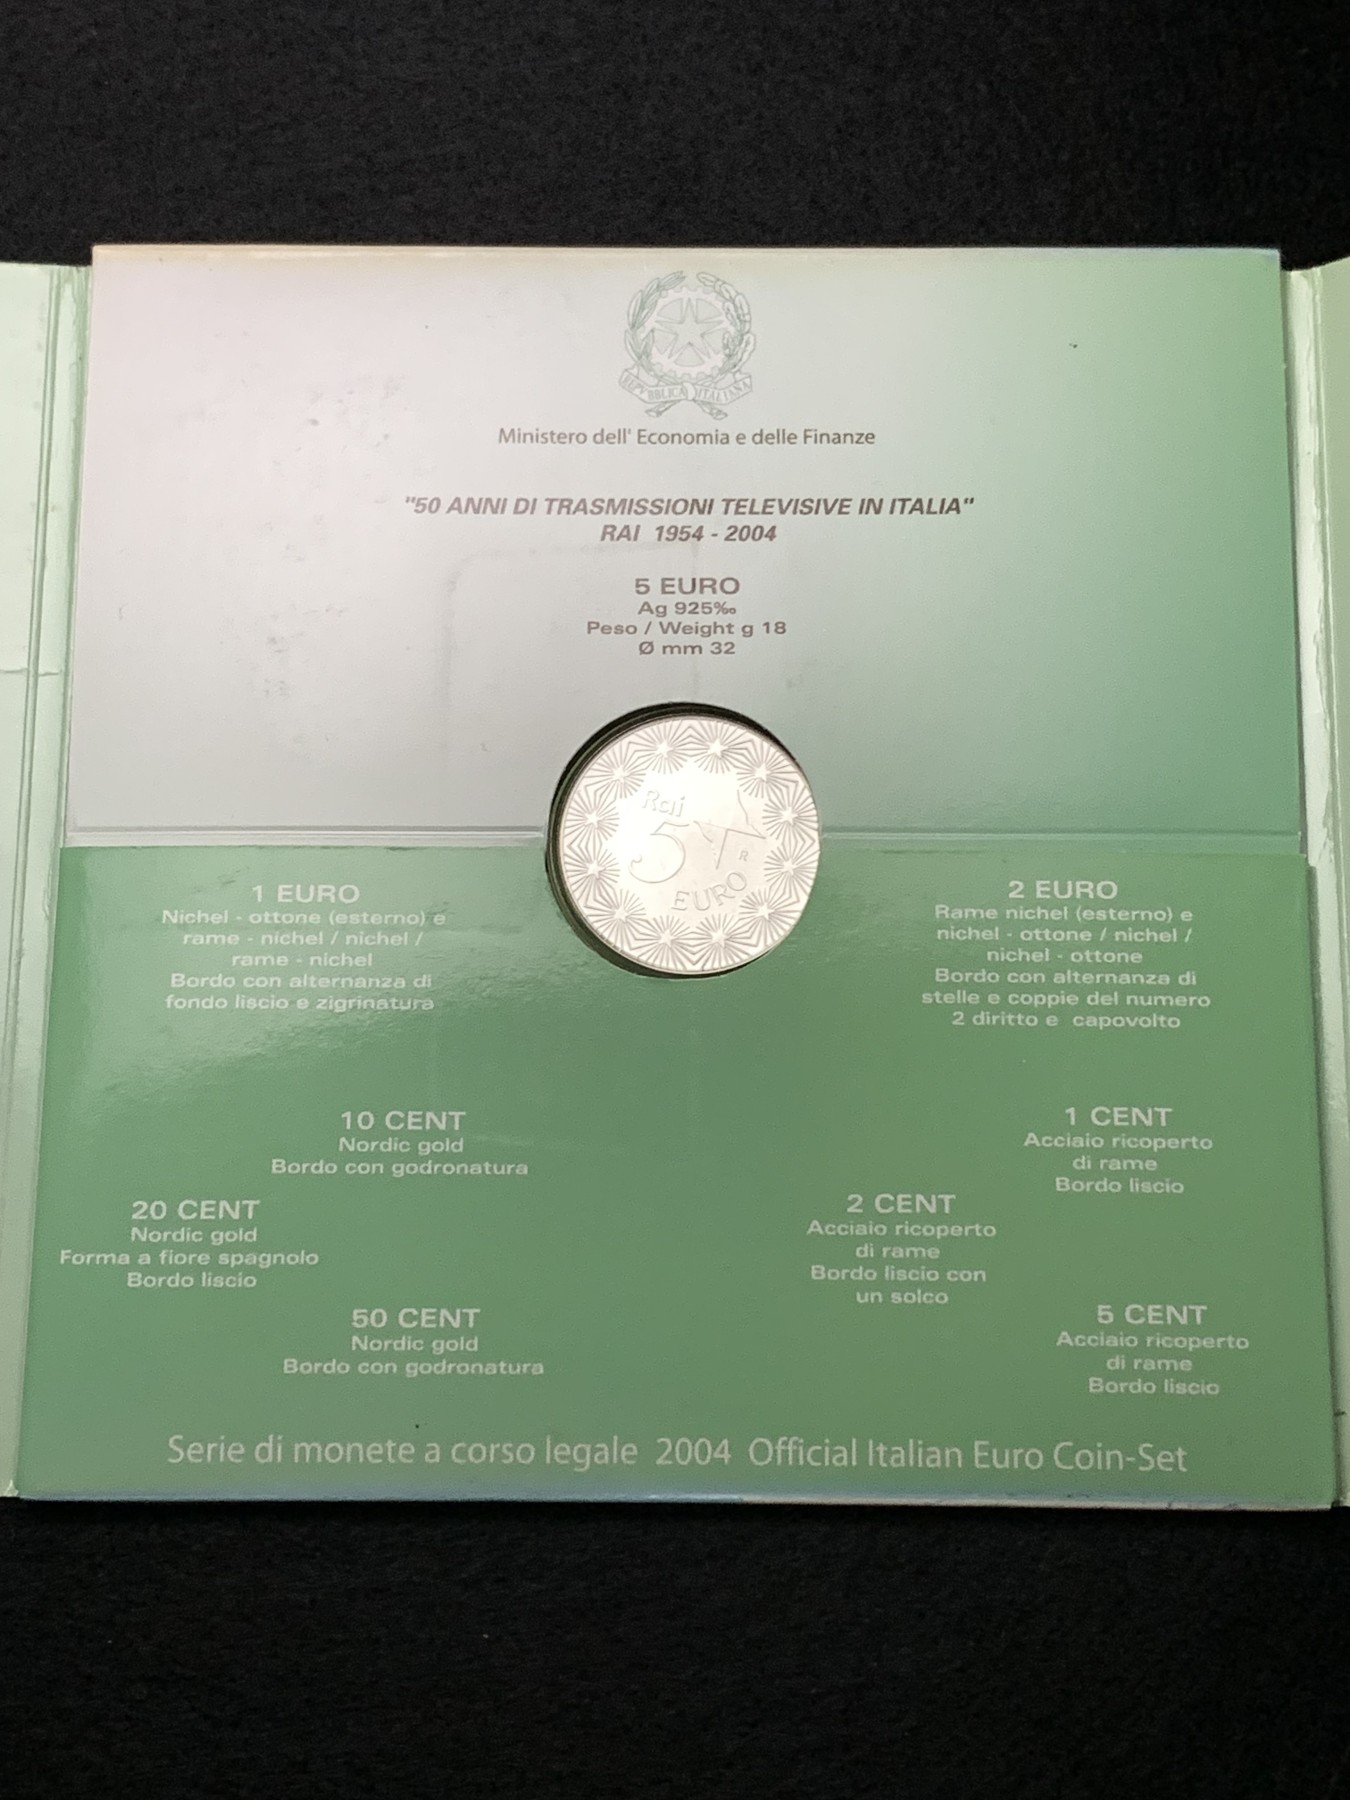 REPVBBLICA ITALIANA
Ministero dell' Economia e delle Finanze
"50 ANNI DI TRASMISSIONI TELEVISIVE IN ITALIA"
RAI 1954 - 2004
5 EURO
Ag 925‰
Peso / Weight g 18
Ø mm 32
Rai
5
R
EURO
1 EURO
Nichel - ottone (esterno) e
rame - nichel / nichel /
rame - nichel
Bordo con alternanza di
fondo liscio e zigrinatura
2 EURO
Rame nichel (esterno) e
nichel - ottone / nichel /
nichel - ottone
Bordo con alternanza di
stelle e coppie del numero
2 diritto e capovolto
10 CENT
Nordic gold
Bordo con godronatura
1 CENT
Acciaio ricoperto
di rame
Bordo liscio
20 CENT
Nordic gold
Forma a fiore spagnolo
Bordo liscio
2 CENT
Acciaio ricoperto
di rame
Bordo liscio con
un solco
50 CENT
Nordic gold
Bordo con godronatura
5 CENT
Acciaio ricoperto
di rame
Bordo liscio
Serie di monete a corso legale 2004 Official Italian Euro Coin-Set